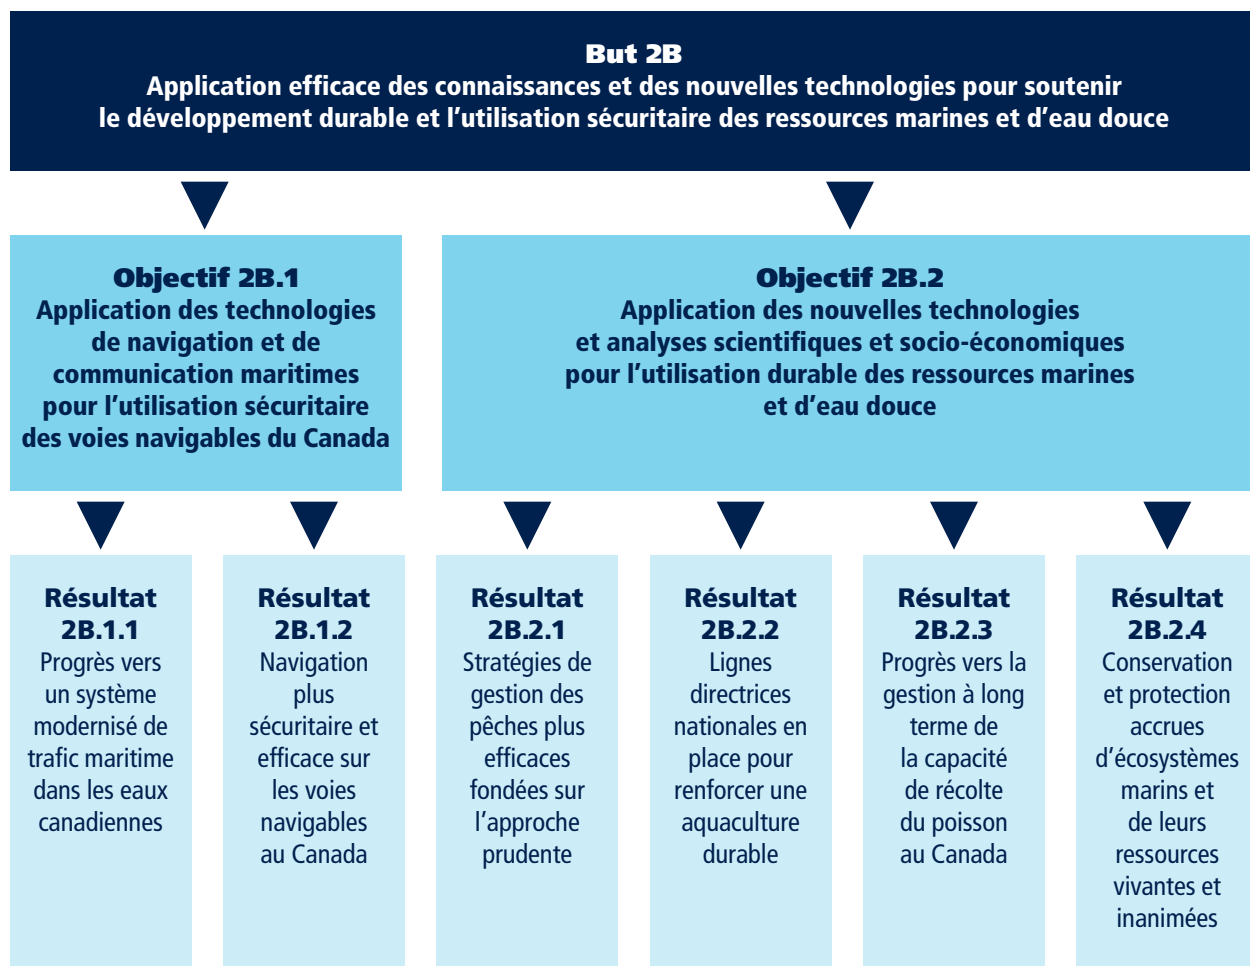 But 2B
Application efficace des connaissances et des nouvelles technologies pour soutenir
le développement durable et l’utilisation sécuritaire des ressources marines et d’eau douce
Objectif 2B.1
Application des technologies
de navigation et de
communication maritimes
pour l’utilisation sécuritaire
des voies navigables du Canada
Objectif 2B.2
Application des nouvelles technologies
et analyses scientifiques et socio-économiques
pour l’utilisation durable des ressources marines
et d’eau douce
Résultat
2B.1.1
Progrès vers
un système
modernisé de
trafic maritime
dans les eaux
canadiennes
Résultat
2B.1.2
Navigation
plus
sécuritaire et
efficace sur
les voies
navigables
au Canada
Résultat
2B.2.1
Stratégies de
gestion des
pêches plus
efficaces
fondées sur
l’approche
prudente
Résultat
2B.2.2
Lignes
directrices
nationales en
place pour
renforcer une
aquaculture
durable
Résultat
2B.2.3
Progrès vers la
gestion à long
terme de
la capacité
de récolte
du poisson
au Canada
Résultat
2B.2.4
Conservation
et protection
accrues
d’écosystèmes
marins et
de leurs
ressources
vivantes et
inanimées